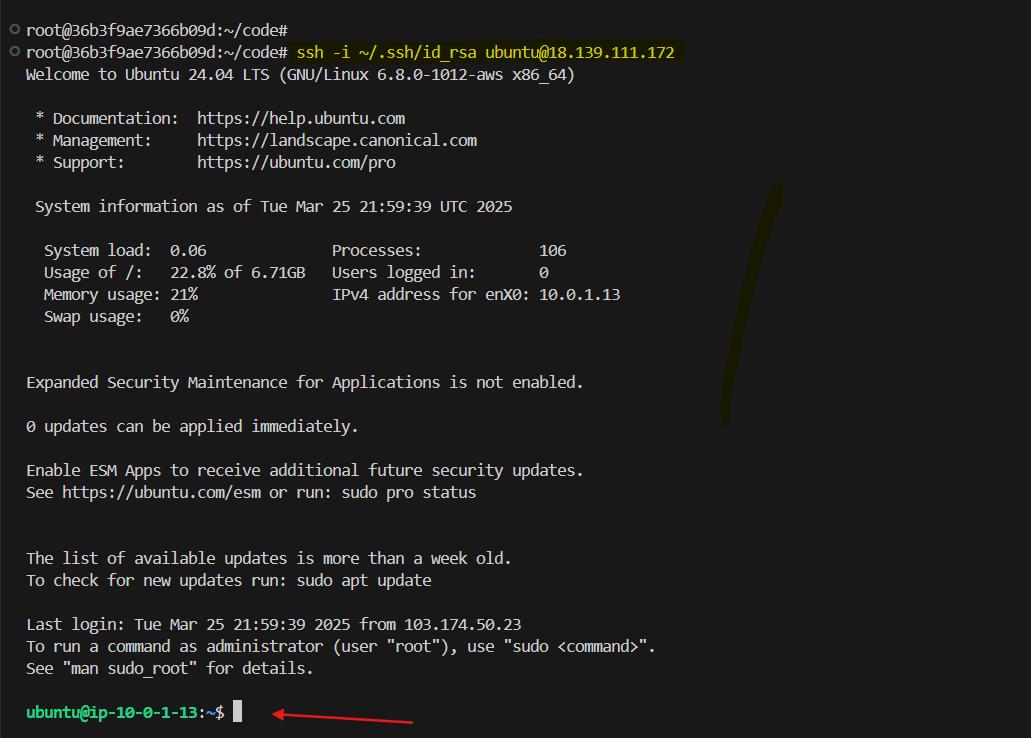 root@36b3f9ae7366b09d:~/code#
root@36b3f9ae7366b09d:~/code# ssh -i ~/.ssh/id_rsa ubuntu@18.139.111.172
Welcome to Ubuntu 24.04 LTS (GNU/Linux 6.8.0-1012-aws x86_64)
* Documentation:  https://help.ubuntu.com
* Management:     https://landscape.canonical.com
* Support:        https://ubuntu.com/pro
System information as of Tue Mar 25 21:59:39 UTC 2025
System load:  0.06               Processes:             106
Usage of /:   22.8% of 6.71GB   Users logged in:       0
Memory usage: 21%               IPv4 address for enX0: 10.0.1.13
Swap usage:   0%
Expanded Security Maintenance for Applications is not enabled.
0 updates can be applied immediately.
Enable ESM Apps to receive additional future security updates.
See https://ubuntu.com/esm or run: sudo pro status
The list of available updates is more than a week old.
To check for new updates run: sudo apt update
Last login: Tue Mar 25 21:59:39 2025 from 103.174.50.23
To run a command as administrator (user "root"), use "sudo <command>".
See "man sudo_root" for details.
ubuntu@ip-10-0-1-13:~$